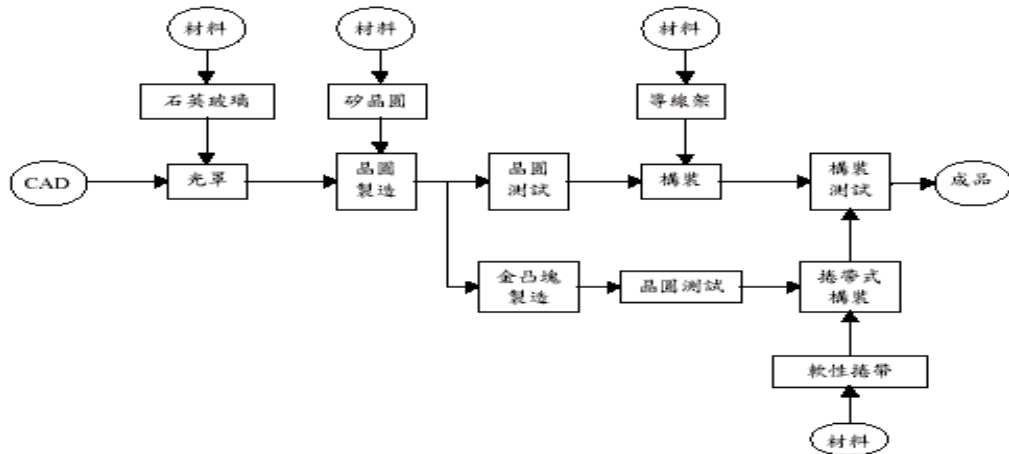 材料
材料
材料
石英玻璃
矽晶圓
導線架
CAD
光罩
晶圓
製造
晶圓
測試
構裝
構裝
測試
成品
金凸塊
製造
晶圓測試
捲帶式
構裝
軟性捲帶
材料